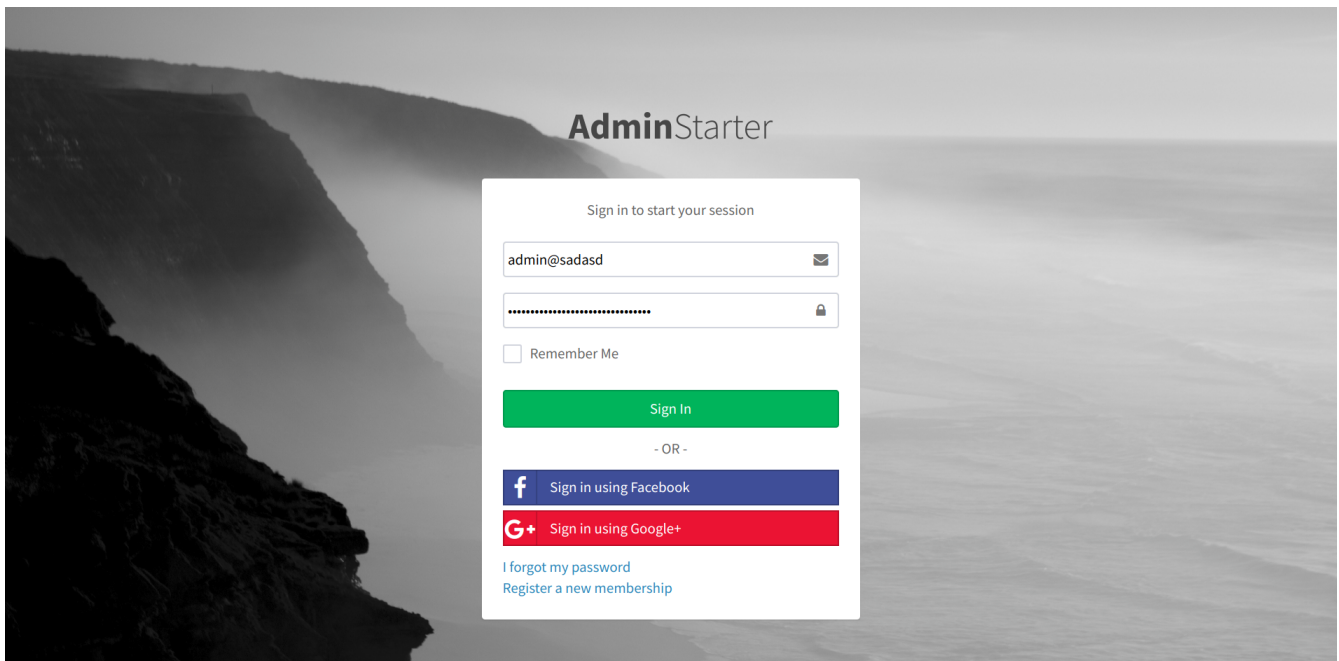 AdminStarter
Sign in to start your session
admin@sadasd
Remember Me
Sign In
- OR -
Sign in using Facebook
G+ Sign in using Google+
I forgot my password
Register a new membership